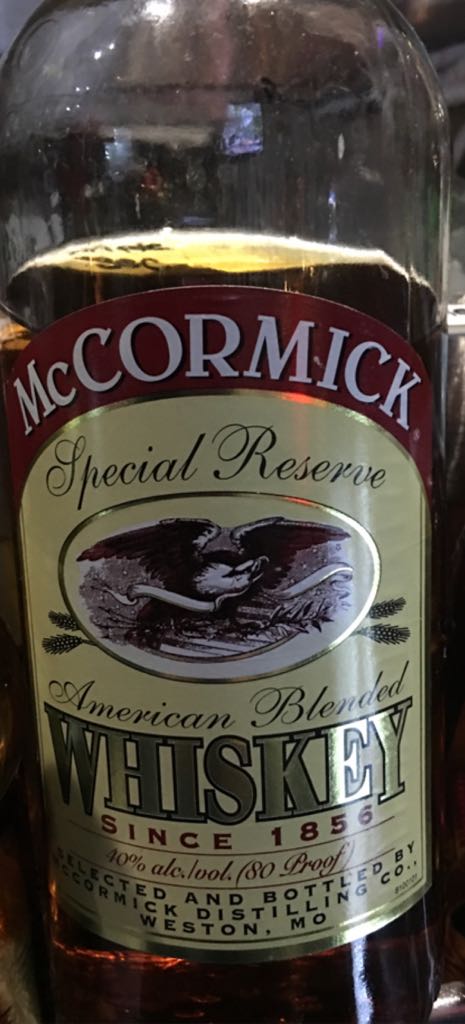 McCORMICK
Special Reserve
American Blended
WHISKEY
SINCE 1856
40% alc./vol. (80 Proof)
SELECTED AND BOTTLED BY
McCORMICK DISTILLING CO.,
WESTON, MO